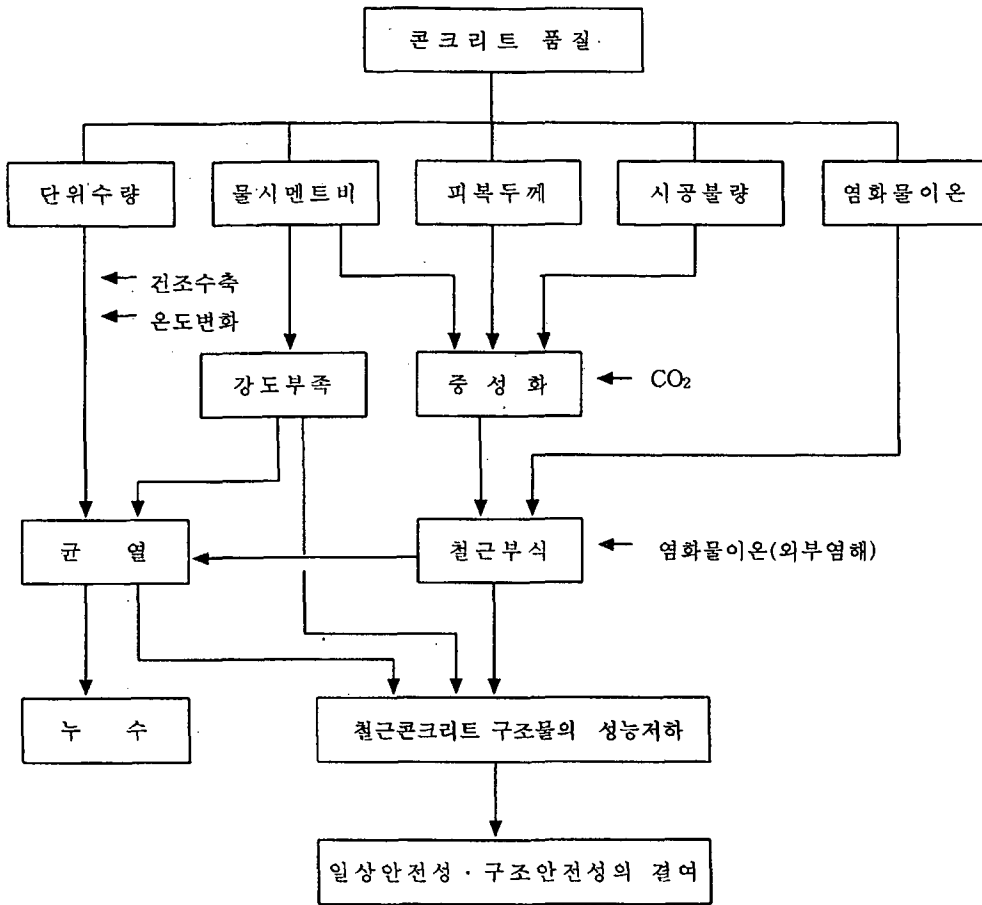 콘크리트 품질
단위수량
물시멘트비
피복두께
시공불량
염화물이온
건조수축
온도변화
강도부족
중성화
CO₂
균열
철근부식
염화물이온(외부염해)
누수
철근콘크리트 구조물의 성능저하
일상안전성 · 구조안전성의 결여